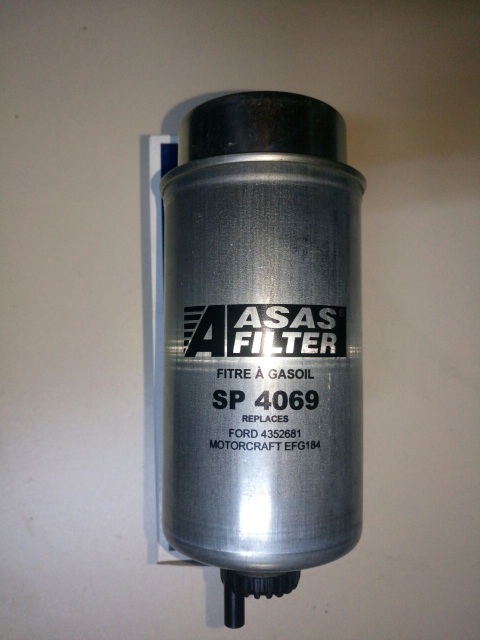 A ASAS®
FILTER
FITRE À GASOIL
SP 4069
REPLACES
FORD 4352681
MOTORCRAFT EFG184